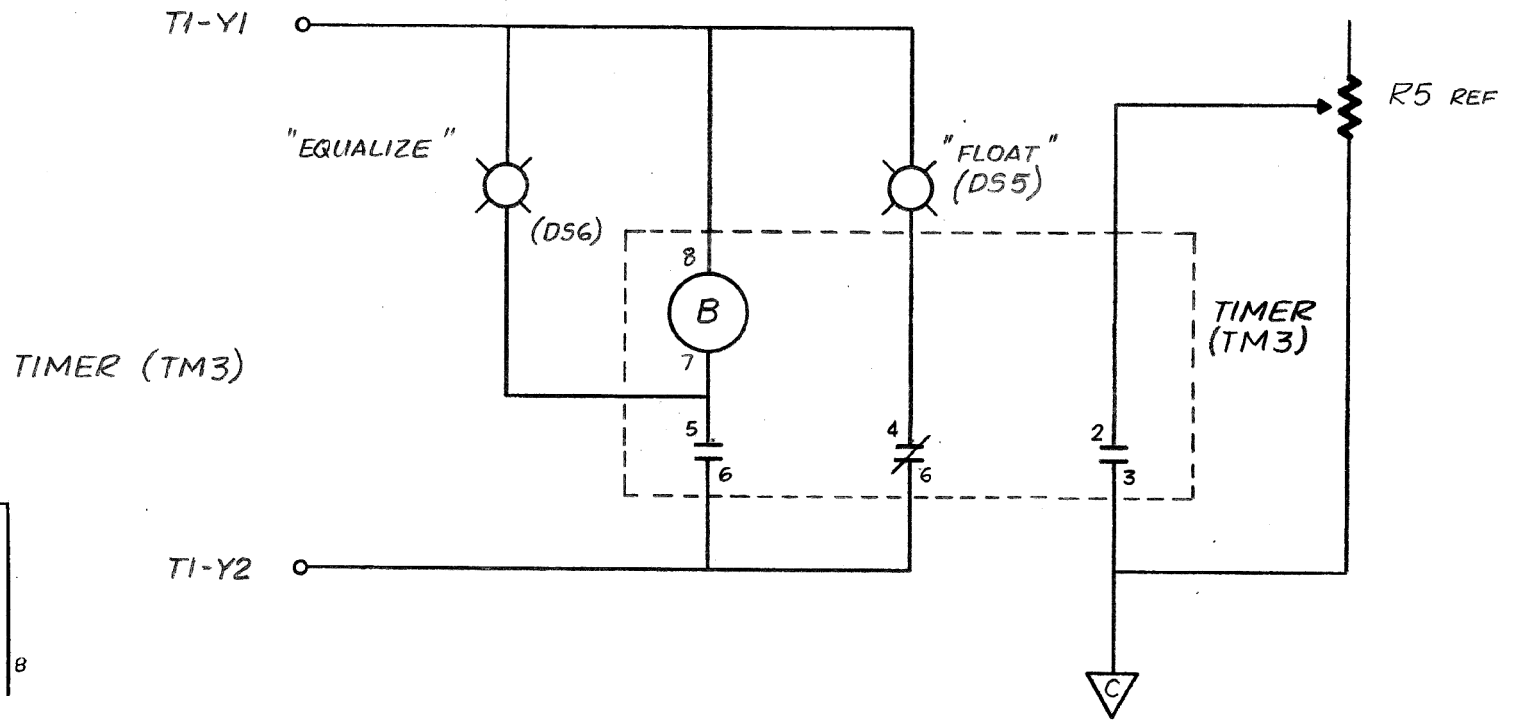 T1-Y1
R5 REF
"EQUALIZE"
"FLOAT"
(DS5)
(DS6)
8
B
TIMER
(TM3)
7
TIMER (TM3)
5
4
2
6
6
3
T1-Y2
8
C